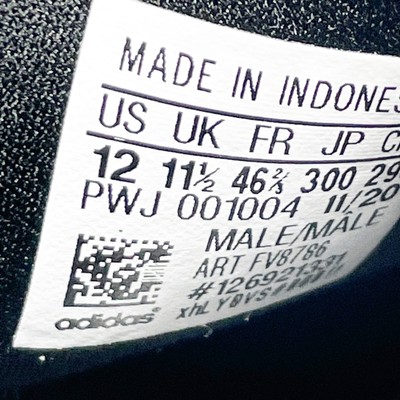 MADE IN INDONES
US UK FR JP C
12 11½ 46⅔ 300 29
PWJ 001004 11/20
MALE/MÂLE
ART FV8786
adidas